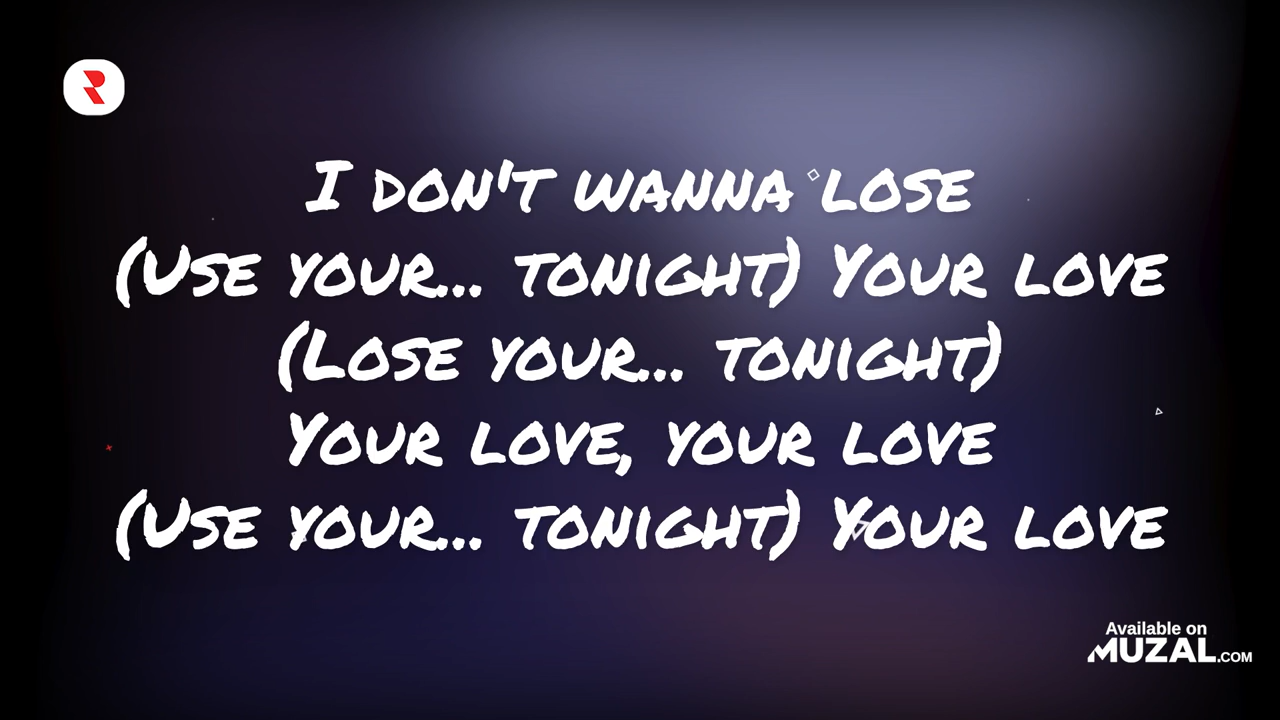 I DON'T WANNA LOSE
(USE YOUR... TONIGHT) YOUR LOVE
(LOSE YOUR... TONIGHT)
YOUR LOVE, YOUR LOVE
(USE YOUR... TONIGHT) YOUR LOVE
Available on
MUZAL.COM